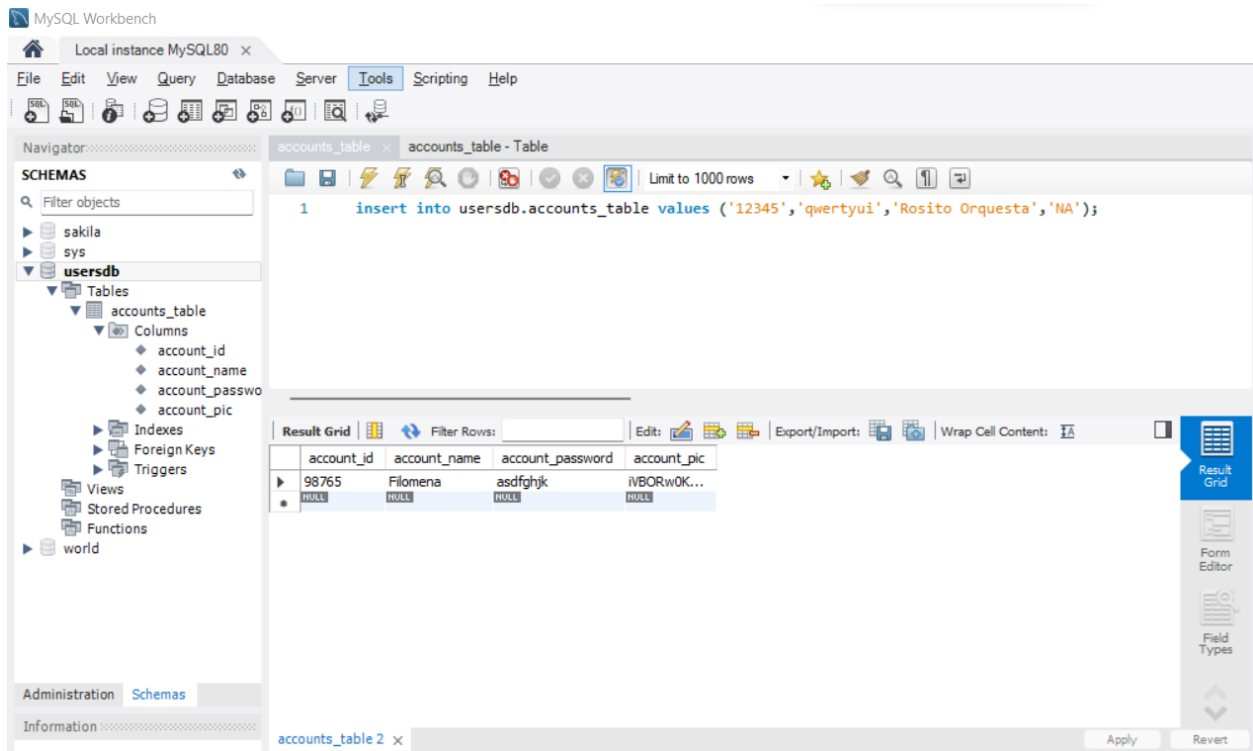 MySQL Workbench
Local instance MySQL80
File Edit View Query Database Server Tools Scripting Help
Navigator
SCHEMAS
Filter objects
sakila
sys
usersdb
Tables
accounts_table
Columns
account_id
account_name
account_passwo
account_pic
Indexes
Foreign Keys
Triggers
Views
Stored Procedures
Functions
world
Administration Schemas
Information
accounts_table accounts_table - Table
Limit to 1000 rows
1 insert into usersdb.accounts_table values ('12345','qwertyui','Rosito Orquesta','NA');
Result Grid Filter Rows: Edit: Export/Import: Wrap Cell Content:
account_id account_name account_password account_pic
98765 Filomena asdfghjk iVBORw0K...
NULL NULL NULL NULL
Result Grid
Form Editor
Field Types
accounts_table 2 Apply Revert